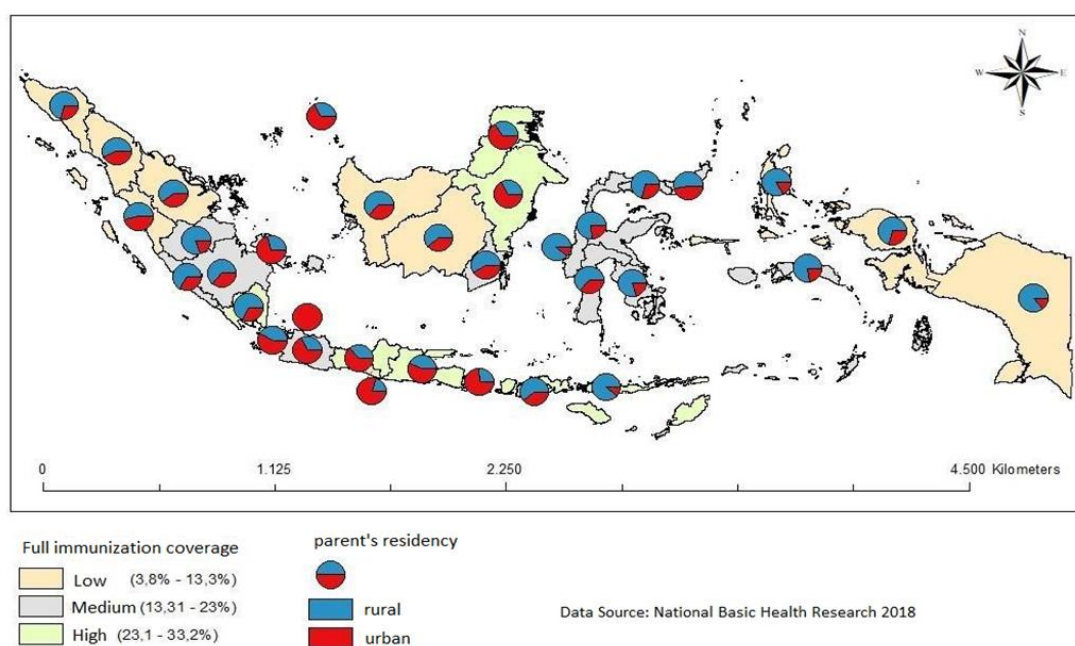 N
W E
S
0 1.125 2.250 4.500 Kilometers
Full immunization coverage
Low (3,8% - 13,3%)
Medium (13,31 - 23%)
High (23,1 - 33,2%)
parent's residency
rural
urban
Data Source: National Basic Health Research 2018